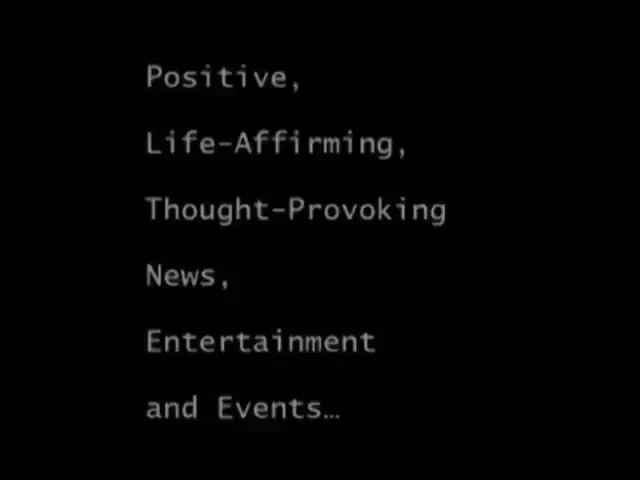 Positive,
Life-Affirming,
Thought-Provoking
News,
Entertainment
and Events…